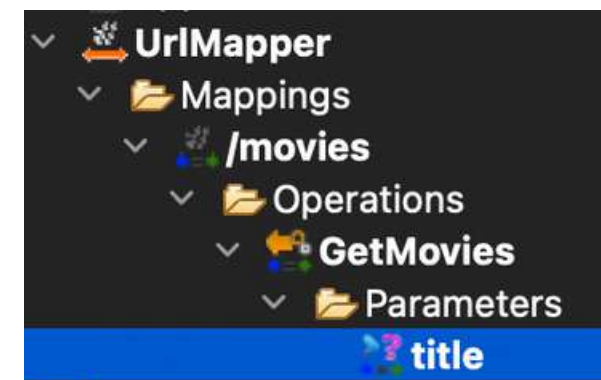 UrlMapper
Mappings
/movies
Operations
GetMovies
Parameters
title